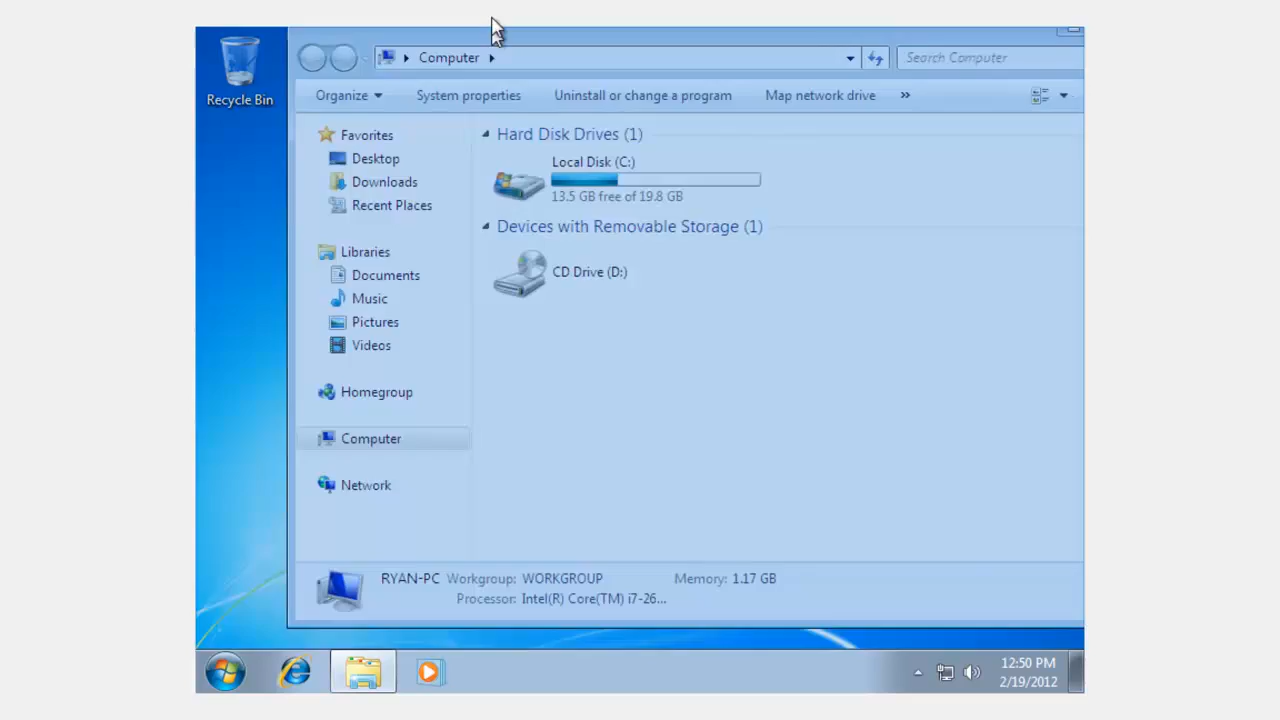 Recycle Bin
Computer
Search Computer
Organize
System properties
Uninstall or change a program
Map network drive
»
Favorites
Desktop
Downloads
Recent Places
Libraries
Documents
Music
Pictures
Videos
Homegroup
Computer
Network
Hard Disk Drives (1)
Local Disk (C:)
13.5 GB free of 19.8 GB
Devices with Removable Storage (1)
CD Drive (D:)
RYAN-PC Workgroup: WORKGROUP Memory: 1.17 GB
Processor: Intel(R) Core(TM) i7-26...
12:50 PM
2/19/2012